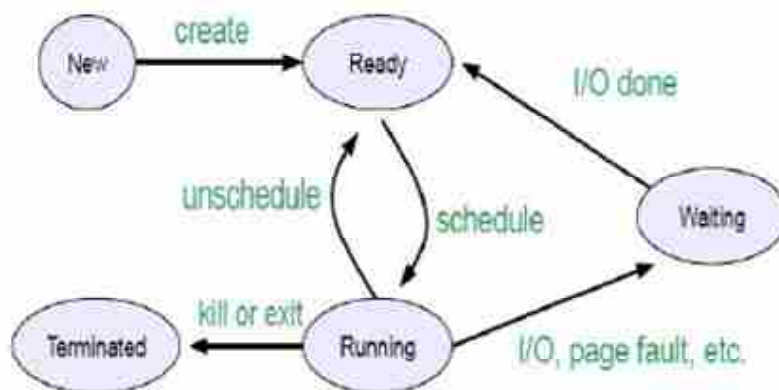 create
New
Ready
I/O done
unschedule
schedule
Waiting
kill or exit
Terminated
Running
I/O, page fault, etc.